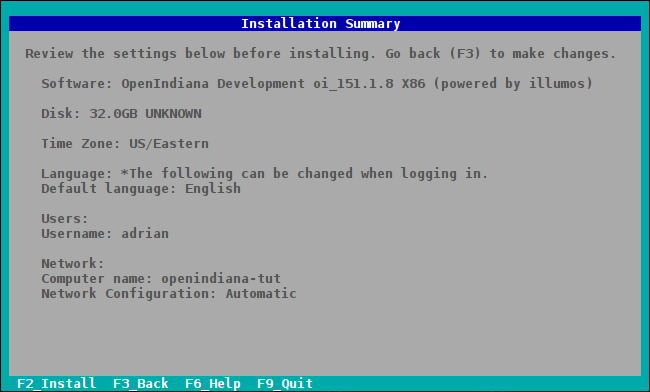 Installation Summary
Review the settings below before installing. Go back (F3) to make changes.
Software: OpenIndiana Development oi_151.1.8 X86 (powered by illumos)
Disk: 32.0GB UNKNOWN
Time Zone: US/Eastern
Language: *The following can be changed when logging in.
Default language: English
Users:
Username: adrian
Network:
Computer name: openindiana-tut
Network Configuration: Automatic
F2_Install  F3_Back  F6_Help  F9_Quit